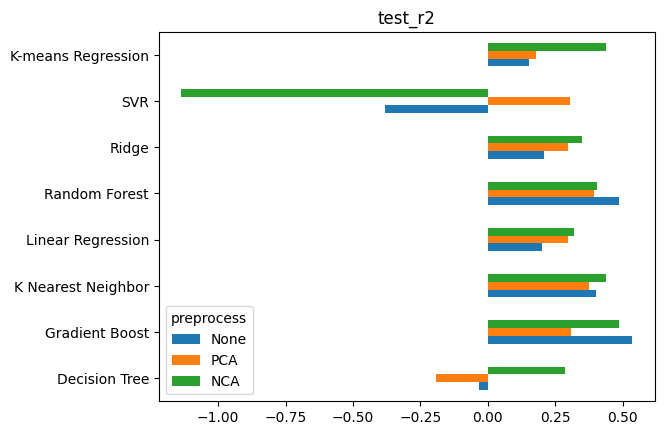 test_r2
K-means Regression
SVR
Ridge
Random Forest
Linear Regression
K Nearest Neighbor
Gradient Boost
Decision Tree
preprocess
None
PCA
NCA
−1.00 −0.75 −0.50 −0.25 0.00 0.25 0.50